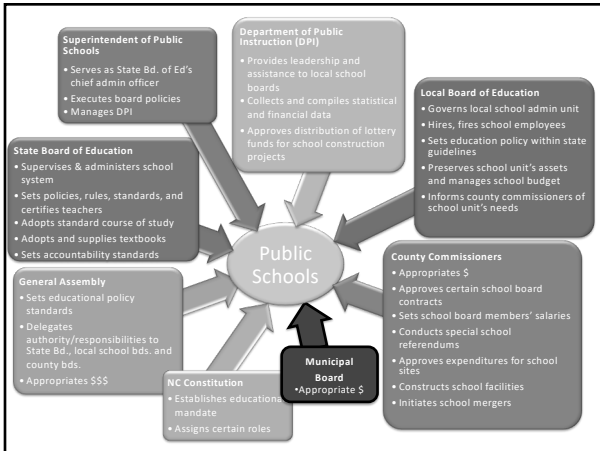 Superintendent of Public
Schools
• Serves as State Bd. of Ed's
chief admin officer
• Executes board policies
• Manages DPI
Department of Public
Instruction (DPI)
• Provides leadership and
assistance to local school
boards
• Collects and compiles statistical
and financial data
• Approves distribution of lottery
funds for school construction
projects
Local Board of Education
• Governs local school admin unit
• Hires, fires school employees
• Sets education policy within state
guidelines
• Preserves school unit's assets
and manages school budget
• Informs county commissioners of
school unit's needs
State Board of Education
• Supervises & administers school
system
• Sets policies, rules, standards, and
certifies teachers
• Adopts standard course of study
• Adopts and supplies textbooks
• Sets accountability standards
Public
Schools
General Assembly
• Sets educational policy
standards
• Delegates
authority/responsibilities to
State Bd., local school bds. and
county bds.
• Appropriates $$$
County Commissioners
• Appropriates $
• Approves certain school board
contracts
• Sets school board members' salaries
• Conducts special school
referendums
• Approves expenditures for school
sites
• Constructs school facilities
• Initiates school mergers
Municipal
Board
• Appropriate $
NC Constitution
• Establishes educational
mandate
• Assigns certain roles